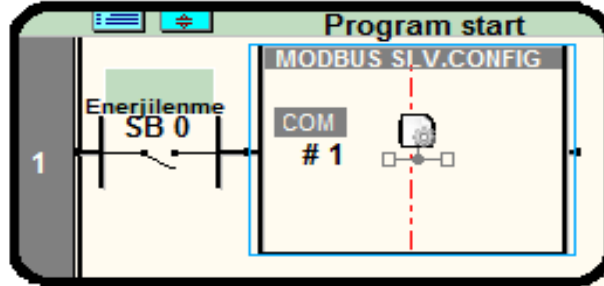 Program start
MODBUS SLV.CONFIG
Enerjilenme
SB 0
COM
# 1
1